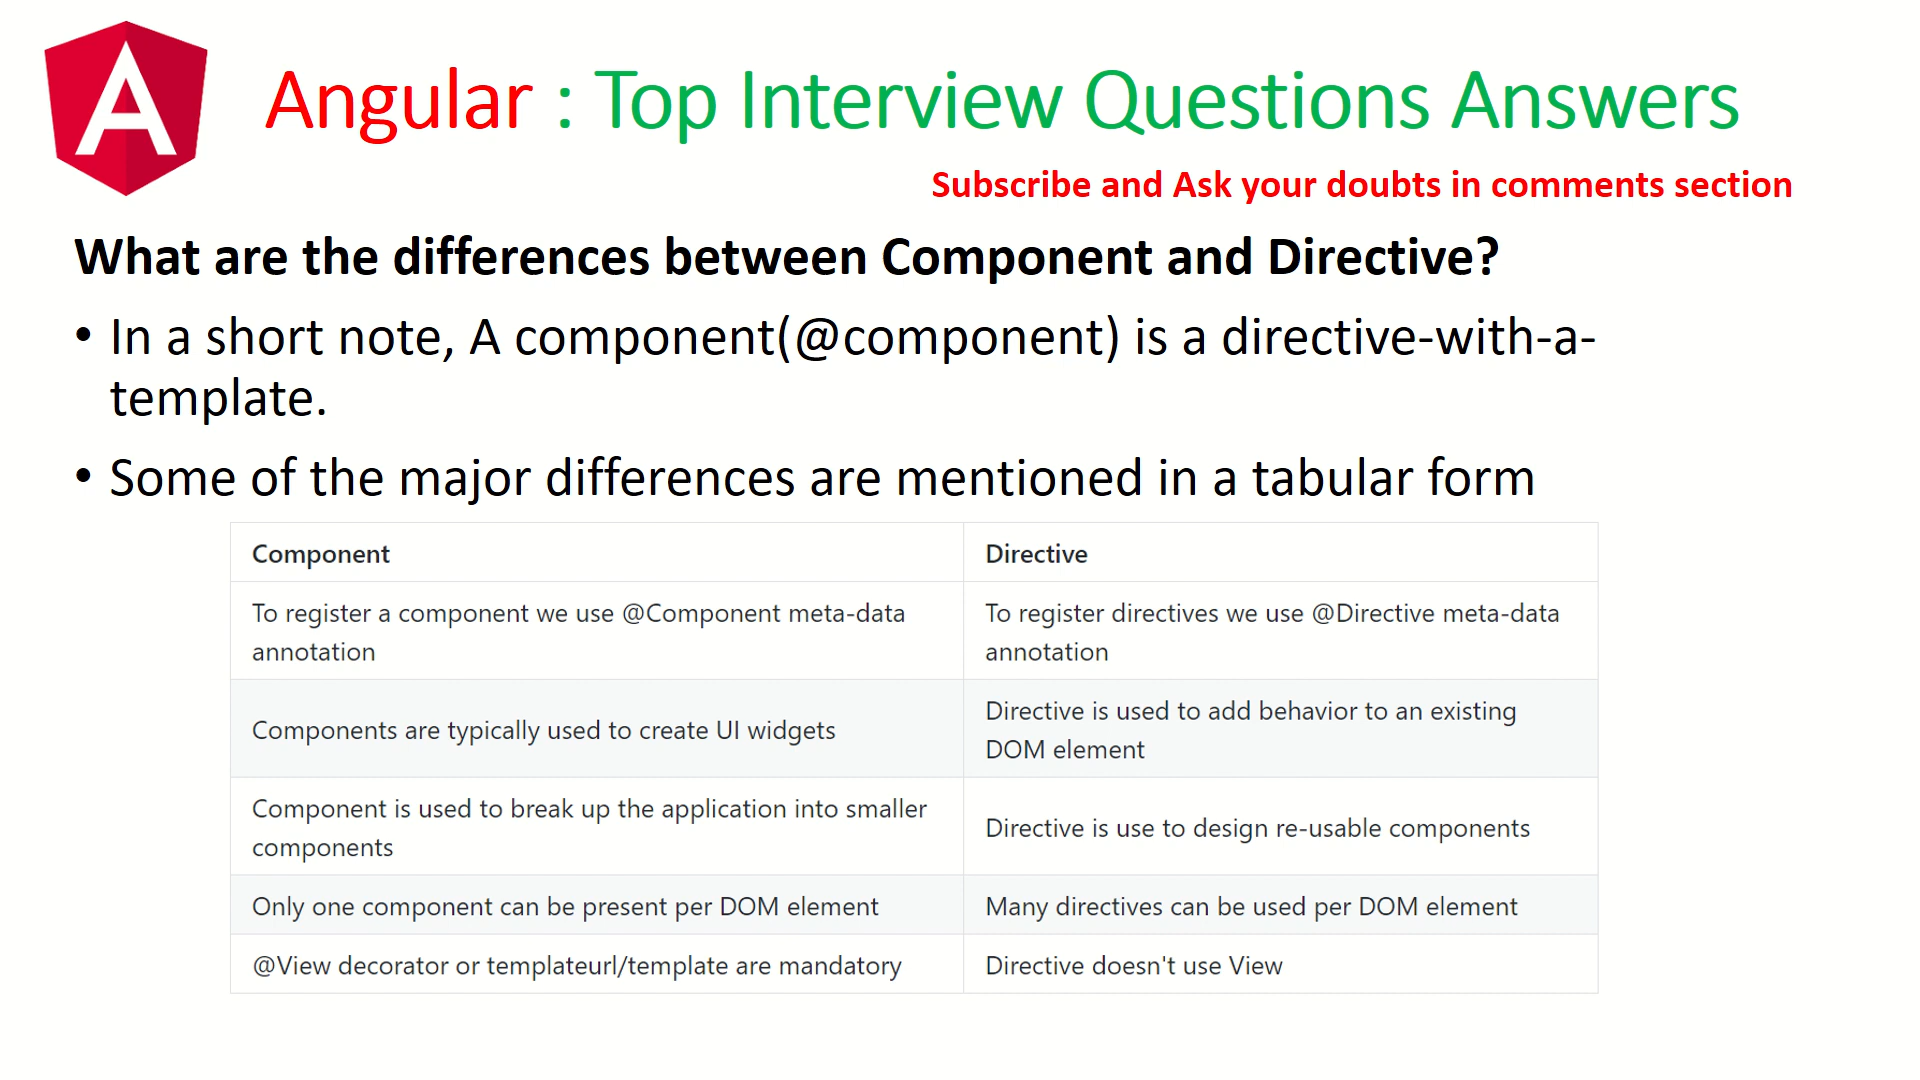 A
Angular : Top Interview Questions Answers
Subscribe and Ask your doubts in comments section
What are the differences between Component and Directive?
• In a short note, A component(@component) is a directive-with-a-
template.
• Some of the major differences are mentioned in a tabular form
Component
Directive
To register a component we use @Component meta-data
annotation
To register directives we use @Directive meta-data
annotation
Components are typically used to create UI widgets
Directive is used to add behavior to an existing
DOM element
Component is used to break up the application into smaller
components
Directive is use to design re-usable components
Only one component can be present per DOM element
Many directives can be used per DOM element
@View decorator or templateurl/template are mandatory
Directive doesn't use View